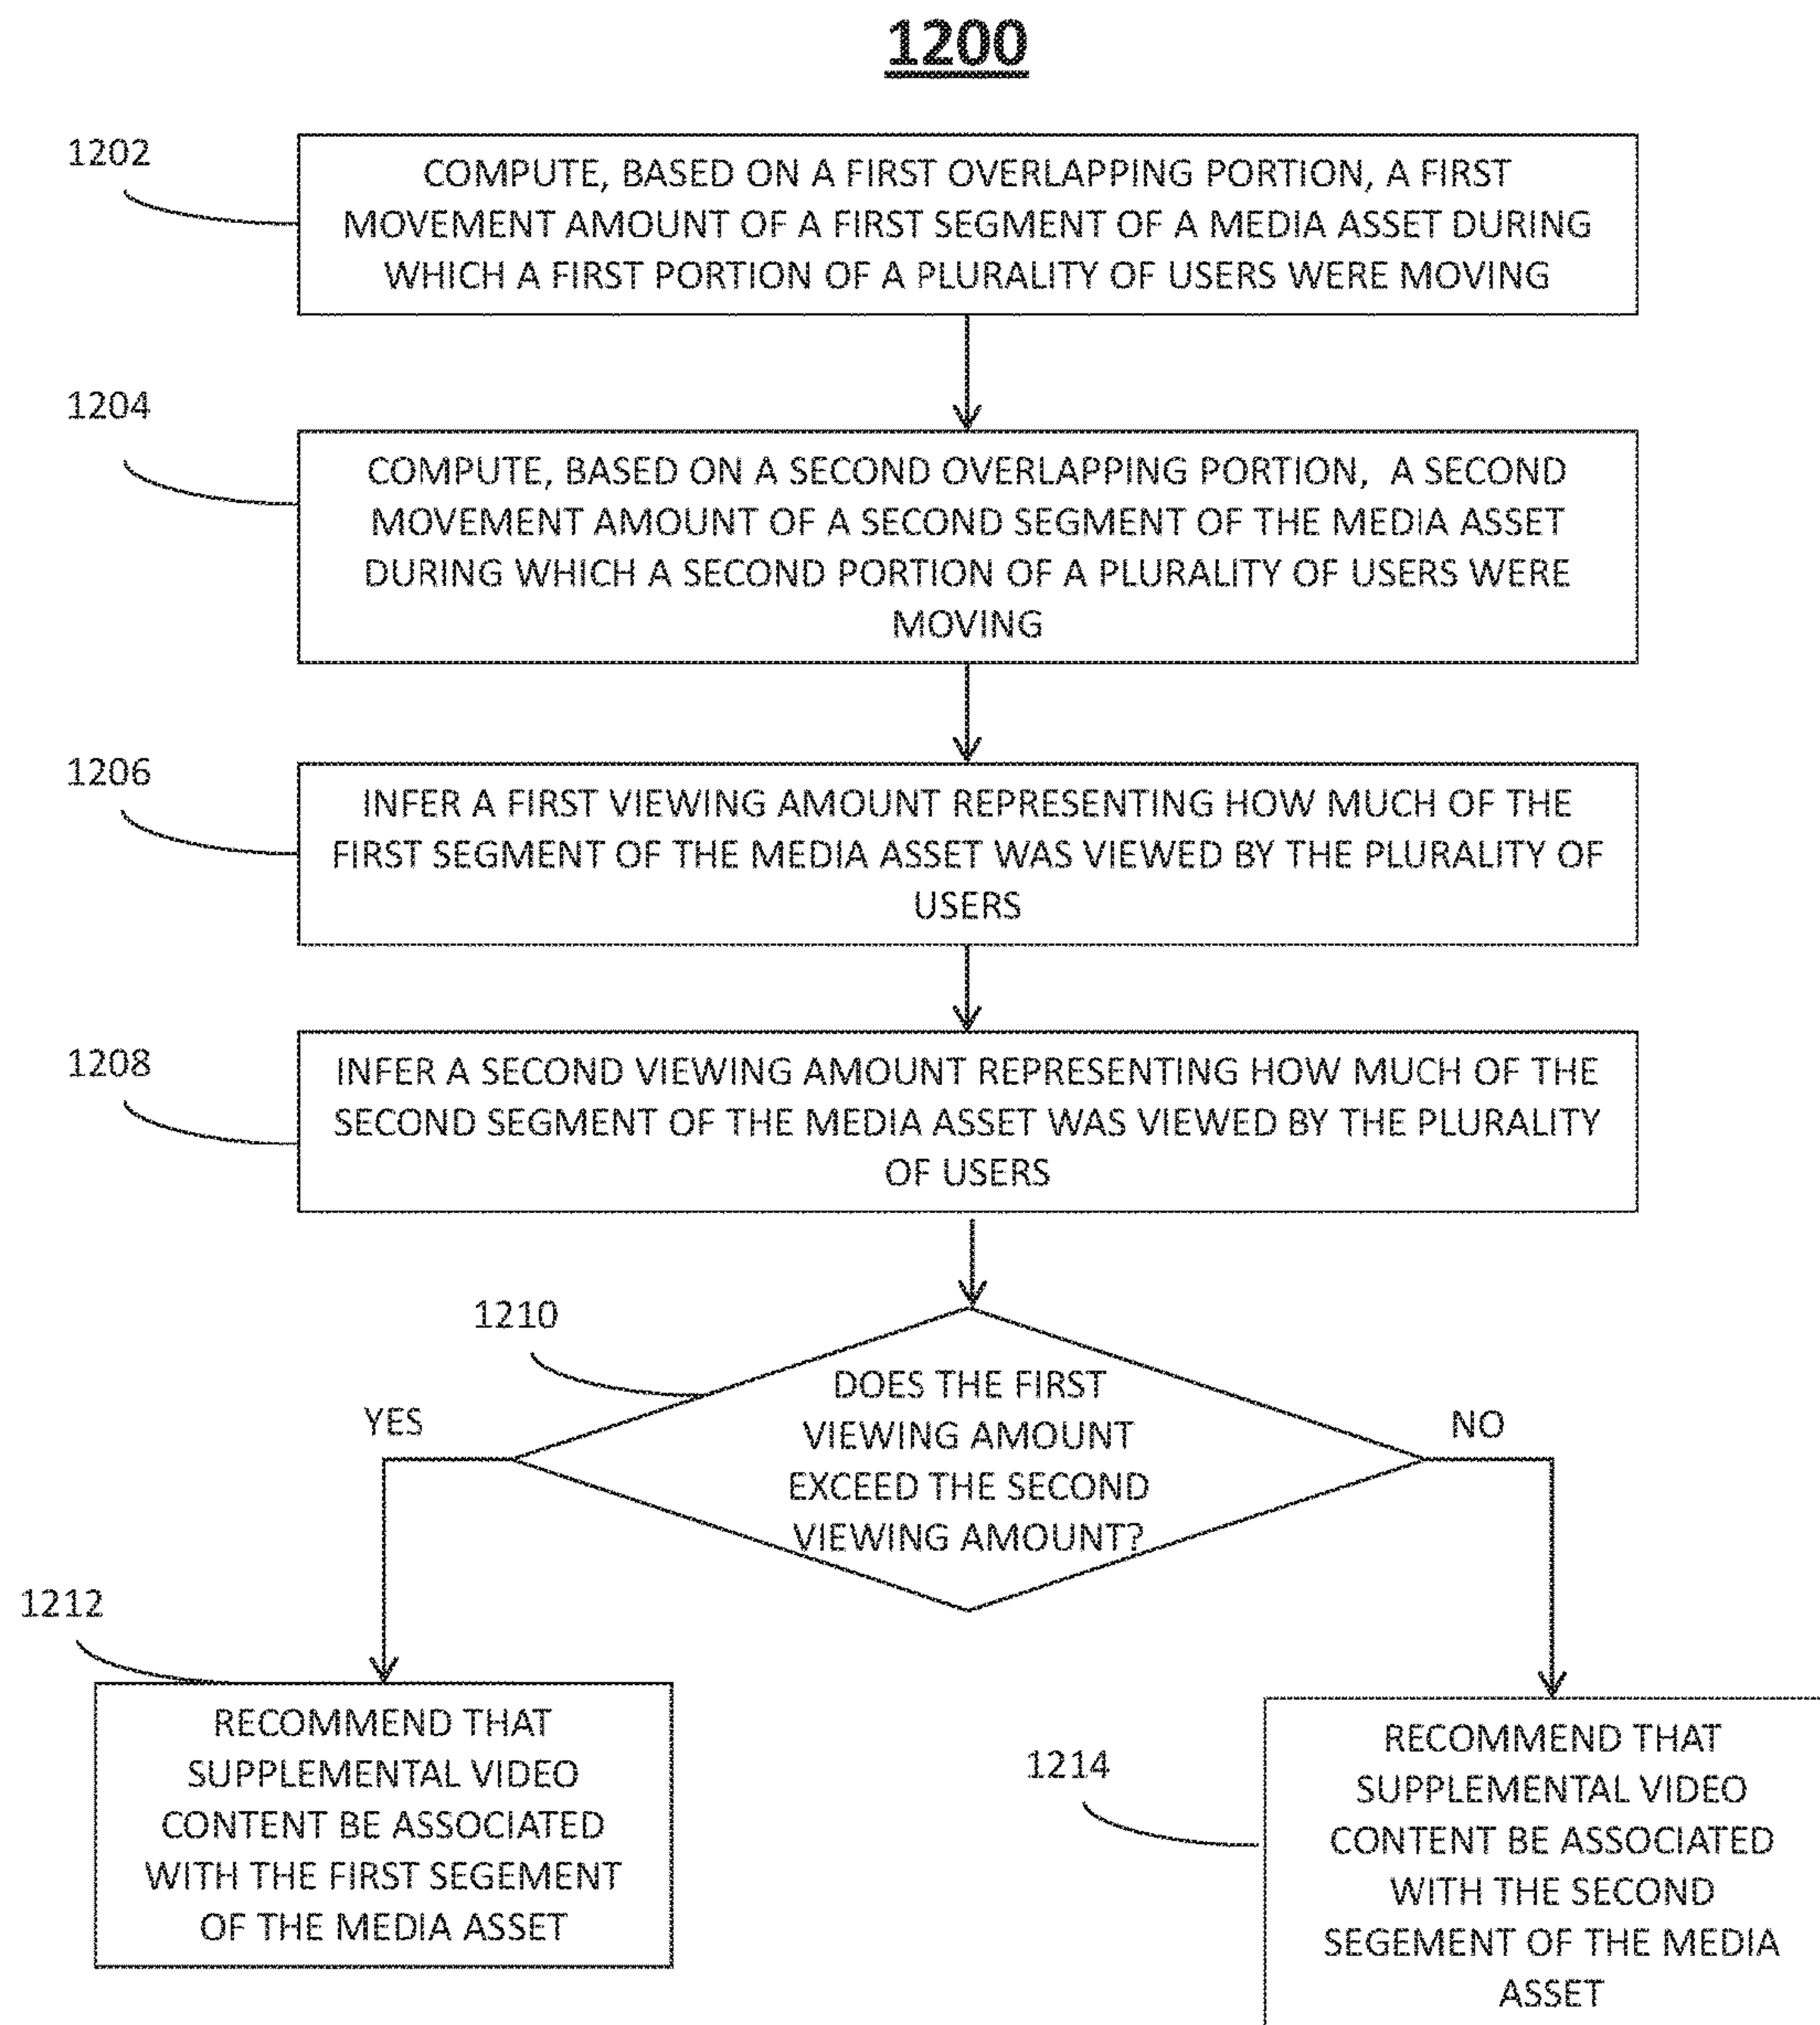 1200
1202
COMPUTE, BASED ON A FIRST OVERLAPPING PORTION, A FIRST
MOVEMENT AMOUNT OF A FIRST SEGMENT OF A MEDIA ASSET DURING
WHICH A FIRST PORTION OF A PLURALITY OF USERS WERE MOVING
1204
COMPUTE, BASED ON A SECOND OVERLAPPING PORTION, A SECOND
MOVEMENT AMOUNT OF A SECOND SEGMENT OF THE MEDIA ASSET
DURING WHICH A SECOND PORTION OF A PLURALITY OF USERS WERE
MOVING
1206
INFER A FIRST VIEWING AMOUNT REPRESENTING HOW MUCH OF THE
FIRST SEGMENT OF THE MEDIA ASSET WAS VIEWED BY THE PLURALITY OF
USERS
1208
INFER A SECOND VIEWING AMOUNT REPRESENTING HOW MUCH OF THE
SECOND SEGMENT OF THE MEDIA ASSET WAS VIEWED BY THE PLURALITY
OF USERS
1210
DOES THE FIRST
VIEWING AMOUNT
EXCEED THE SECOND
VIEWING AMOUNT?
YES
NO
1212
RECOMMEND THAT
SUPPLEMENTAL VIDEO
CONTENT BE ASSOCIATED
WITH THE FIRST SEGEMENT
OF THE MEDIA ASSET
1214
RECOMMEND THAT
SUPPLEMENTAL VIDEO
CONTENT BE ASSOCIATED
WITH THE SECOND
SEGEMENT OF THE MEDIA
ASSET